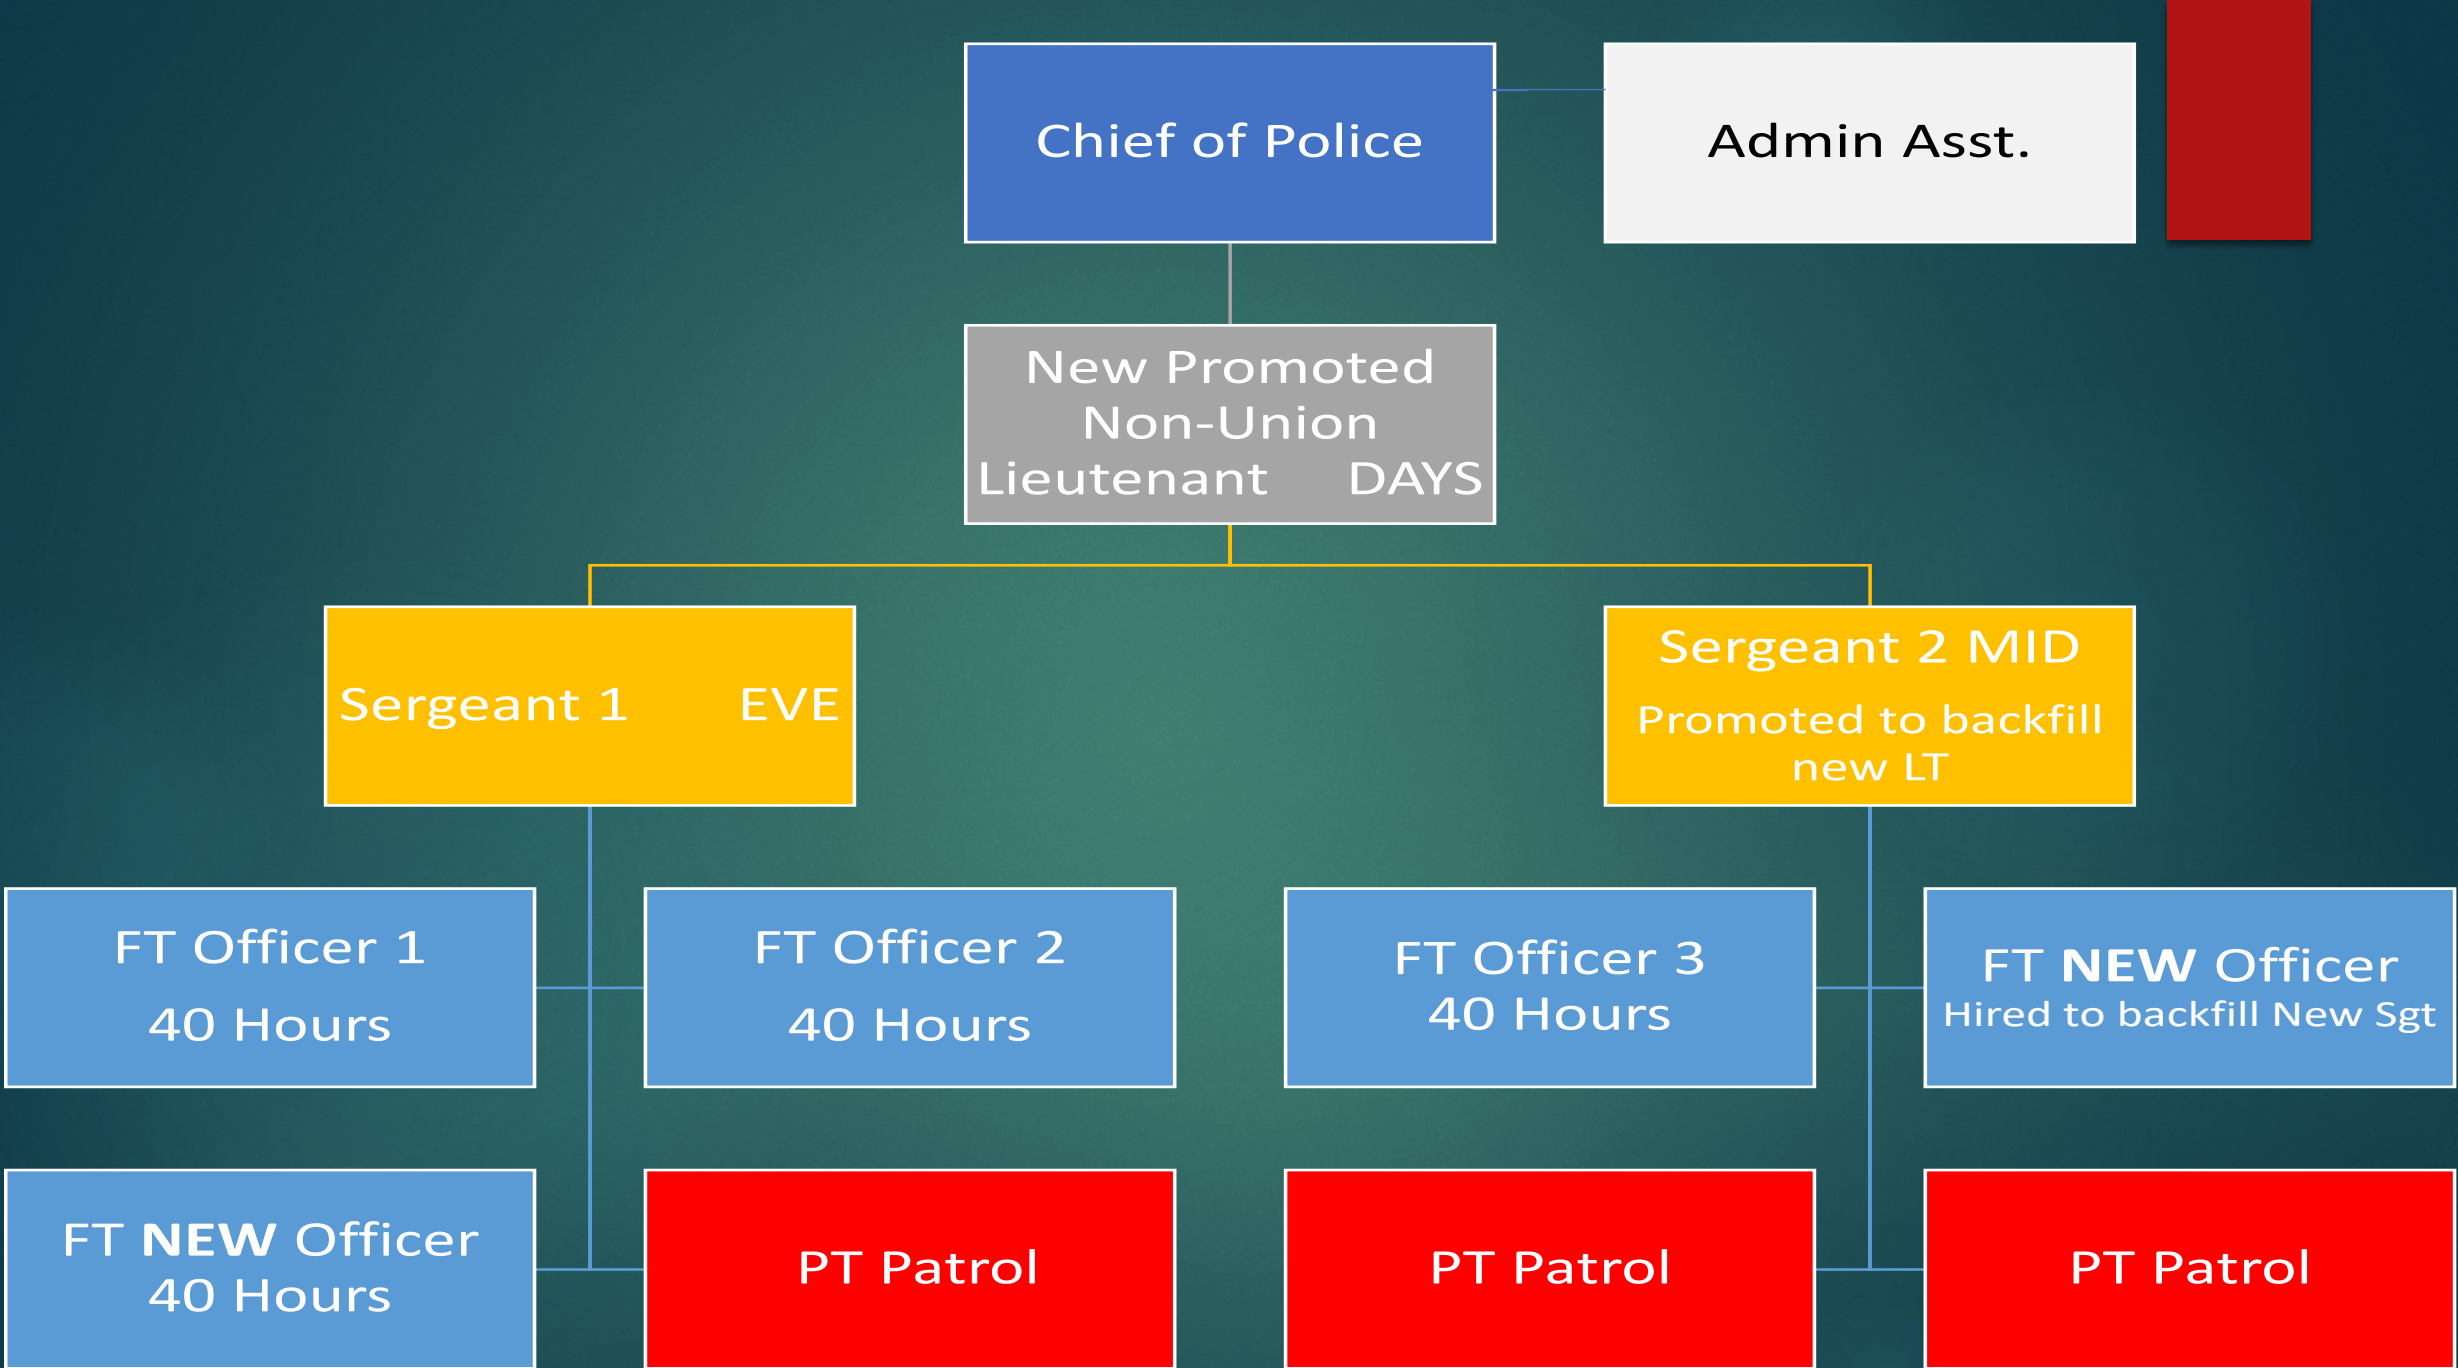 Chief of Police
Admin Asst.
New Promoted
Non-Union
Lieutenant DAYS
Sergeant 1 EVE
Sergeant 2 MID
Promoted to backfill
new LT
FT Officer 1
40 Hours
FT Officer 2
40 Hours
FT Officer 3
40 Hours
FT NEW Officer
Hired to backfill New Sgt
FT NEW Officer
40 Hours
PT Patrol
PT Patrol
PT Patrol